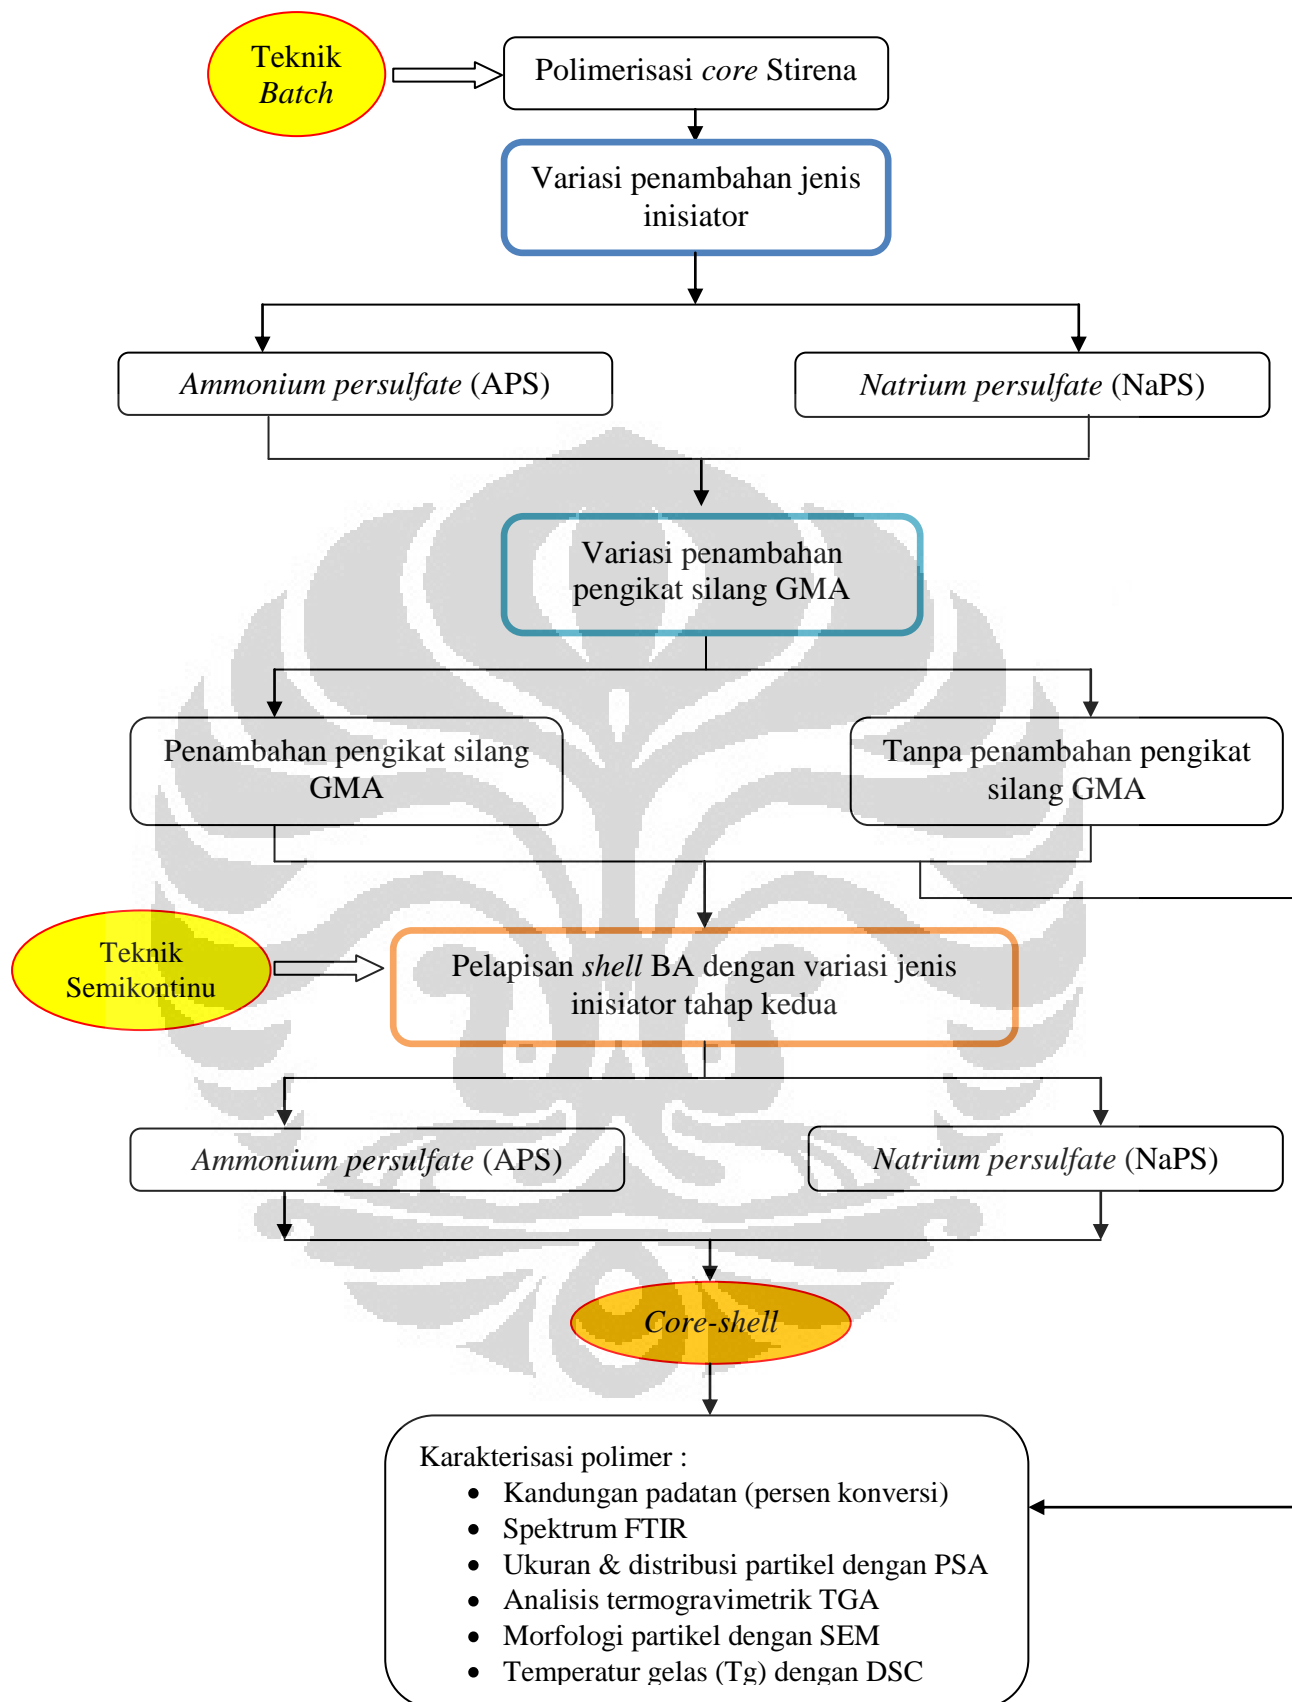 Teknik
Batch
Polimerisasi core Stirena
Variasi penambahan jenis
inisiator
Ammonium persulfate (APS)
Natrium persulfate (NaPS)
Variasi penambahan
pengikat silang GMA
Penambahan pengikat silang
GMA
Tanpa penambahan pengikat
silang GMA
Teknik
Semikontinu
Pelapisan shell BA dengan variasi jenis
inisiator tahap kedua
Ammonium persulfate (APS)
Natrium persulfate (NaPS)
Core-shell
Karakterisasi polimer :
• Kandungan padatan (persen konversi)
• Spektrum FTIR
• Ukuran & distribusi partikel dengan PSA
• Analisis termogravimetrik TGA
• Morfologi partikel dengan SEM
• Temperatur gelas (Tg) dengan DSC